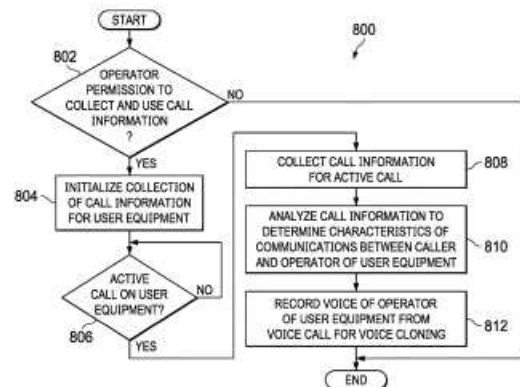 START
800
802
OPERATOR
PERMISSION TO
COLLECT AND USE CALL
INFORMATION
?
NO
YES
804
INITIALIZE COLLECTION
OF CALL INFORMATION
FOR USER EQUIPMENT
ACTIVE
CALL ON USER
EQUIPMENT?
NO
806
YES
COLLECT CALL INFORMATION
FOR ACTIVE CALL
808
ANALYZE CALL INFORMATION TO
DETERMINE CHARACTERISTICS OF
COMMUNICATIONS BETWEEN CALLER
AND OPERATOR OF USER EQUIPMENT
810
RECORD VOICE OF OPERATOR
OF USER EQUIPMENT FROM
VOICE CALL FOR VOICE CLONING
812
END